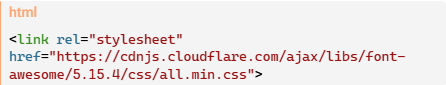 html
<link rel="stylesheet"
href="https://cdnjs.cloudflare.com/ajax/libs/font-
awesome/5.15.4/css/all.min.css">